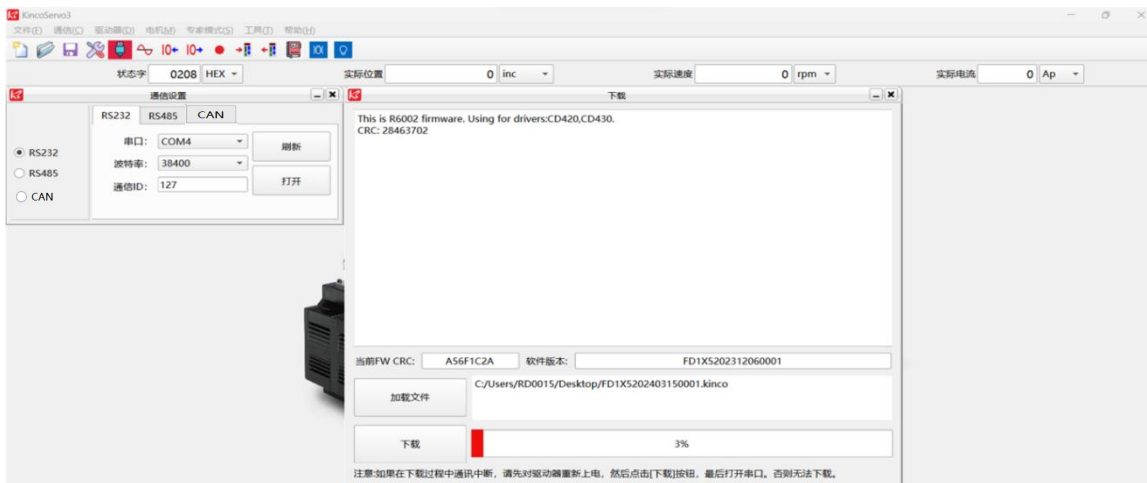 KincoServo3
文件(F) 通信(C) 驱动器(D) 电机(M) 专家模式(S) 工具(T) 帮助(H)
状态字 0208 HEX 实际位置 0 inc 实际速度 0 rpm 实际电流 0 Ap
通信设置
RS232 RS485 CAN
RS232
RS485
CAN
串口: COM4 刷新
波特率: 38400
通信ID: 127 打开
下载
This is R6002 firmware. Using for drivers:CD420,CD430.
CRC: 28463702
当前FW CRC: A56F1C2A 软件版本: FD1X5202312060001
加载文件 C:/Users/RD0015/Desktop/FD1X5202403150001.kinco
下载 3%
注意:如果在下载过程中通讯中断，请先对驱动器重新上电，然后点击[下载]按钮，最后打开串口。否则无法下载。